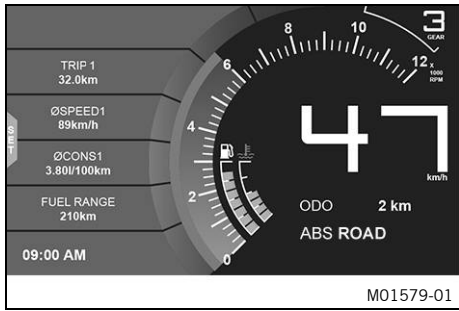 TRIP 1
32.0km
ØSPEED1
89km/h
ØCONS1
3.80l/100km
FUEL RANGE
210km
09:00 AM
SET
0
2
4
6
8
10
12 x
1000
RPM
3
GEAR
47
km/h
ODO 2 km
ABS ROAD
M01579-01